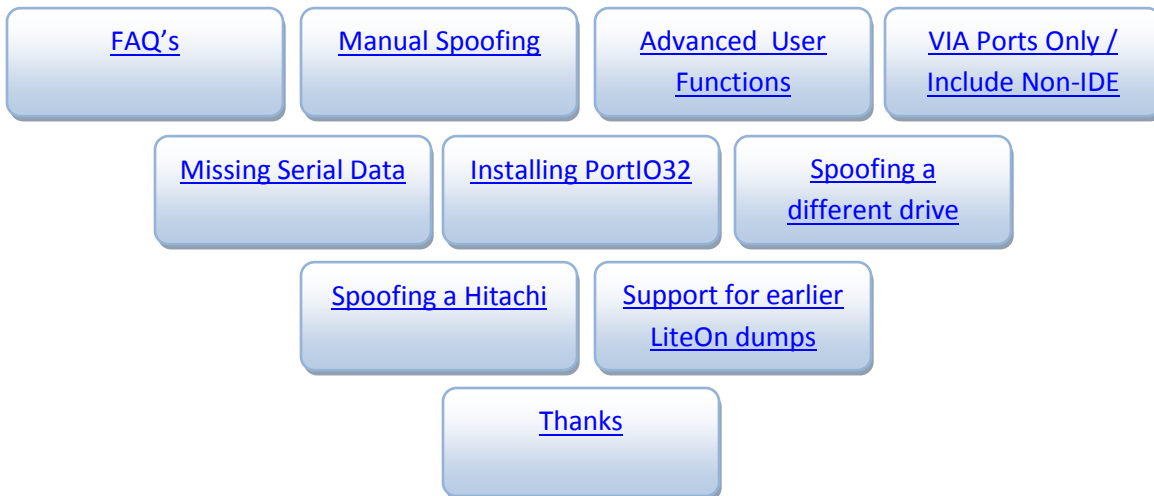 FAQ’s
Manual Spoofing
Advanced User
Functions
VIA Ports Only /
Include Non-IDE
Missing Serial Data
Installing PortIO32
Spoofing a
different drive
Spoofing a Hitachi
Support for earlier
LiteOn dumps
Thanks